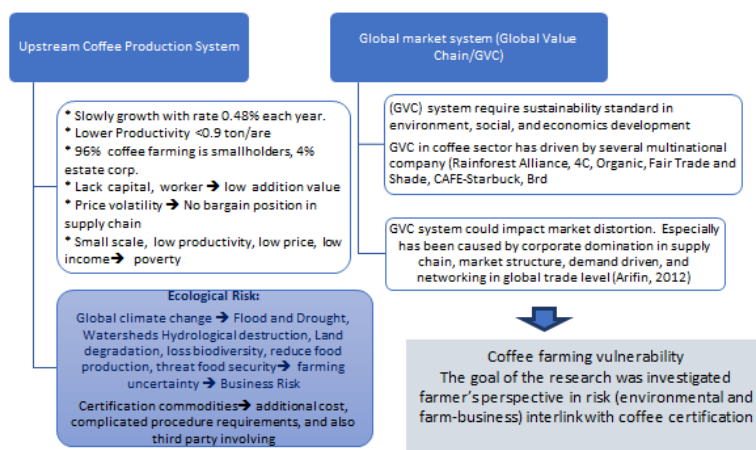 Upstream Coffee Production System
* Slowly growth with rate 0.48% each year.
* Lower Productivity <0.9 ton/are
* 96% coffee farming is smallholders, 4%
estate corp.
* Lack capital, worker → low addition value
* Price volatility → No bargain position in
supply chain
* Small scale, low productivity, low price, low
income→ poverty
Ecological Risk:
Global climate change → Flood and Drought,
Watersheds Hydrological destruction, Land
degradation, loss biodiversity, reduce food
production, threat food security→ farming
uncertainty → Business Risk
Certification commodities→ additional cost,
complicated procedure requirements, and also
third party involving
Global market system (Global Value
Chain/GVC)
(GVC) system require sustainability standard in
environment, social, and economics development
GVC in coffee sector has driven by several multinational
company (Rainforest Alliance, 4C, Organic, Fair Trade and
Shade, CAFE-Starbuck, Brd
GVC system could impact market distortion. Especially
has been caused by corporate domination in supply
chain, market structure, demand driven, and
networking in global trade level (Arifin, 2012)
Coffee farming vulnerability
The goal of the research was investigated
farmer's perspective in risk (environmental and
farm-business) interlink with coffee certification